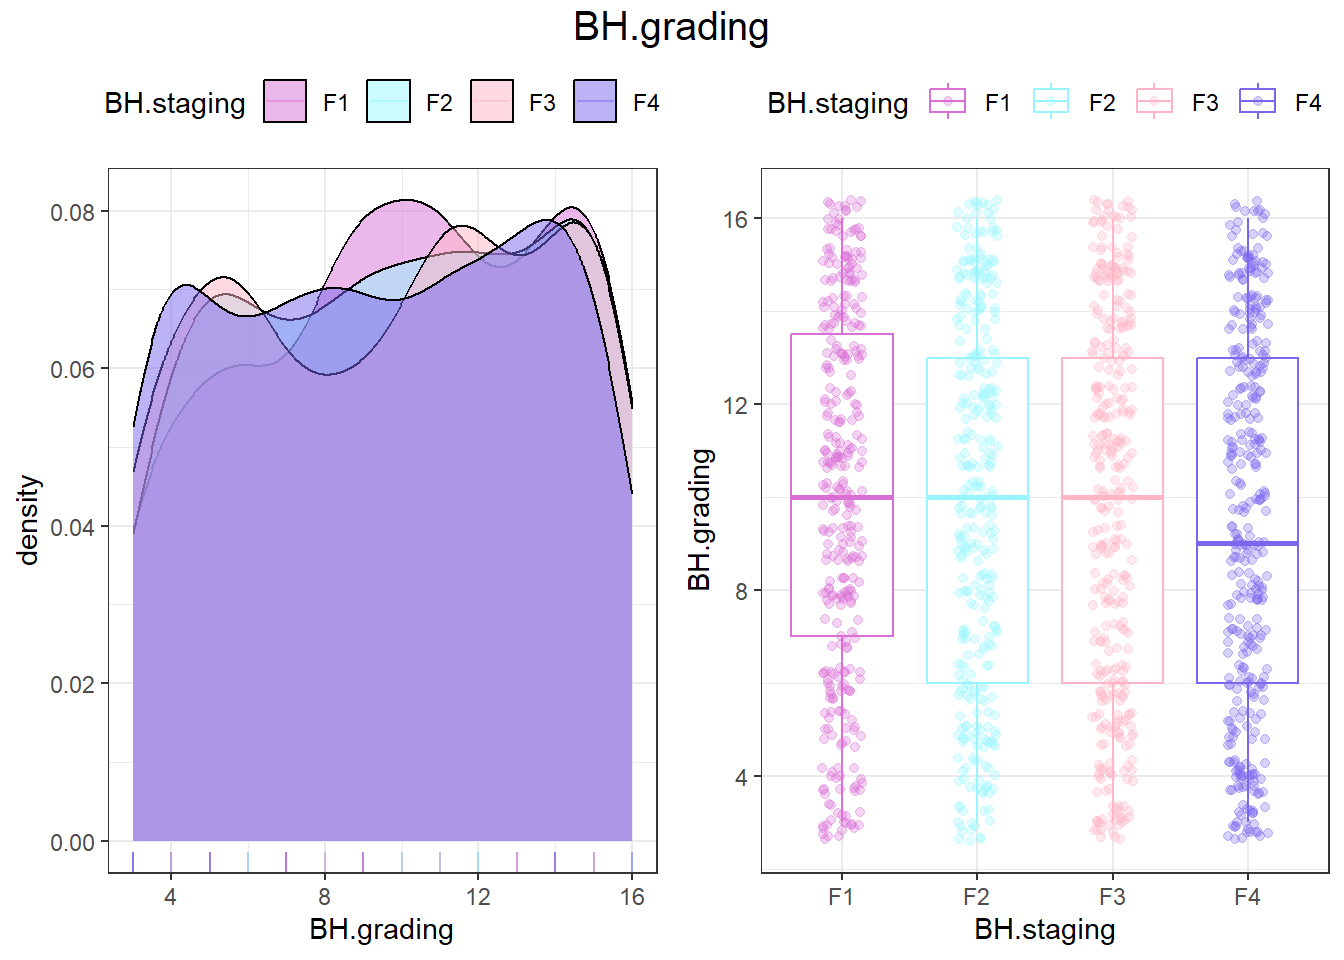 BH.grading
BH.staging F1 F2 F3 F4
BH.staging F1 F2 F3 F4
density
0.08
0.06
0.04
0.02
0.00
4 8 12 16
BH.grading
BH.grading
16
12
8
4
F1 F2 F3 F4
BH.staging